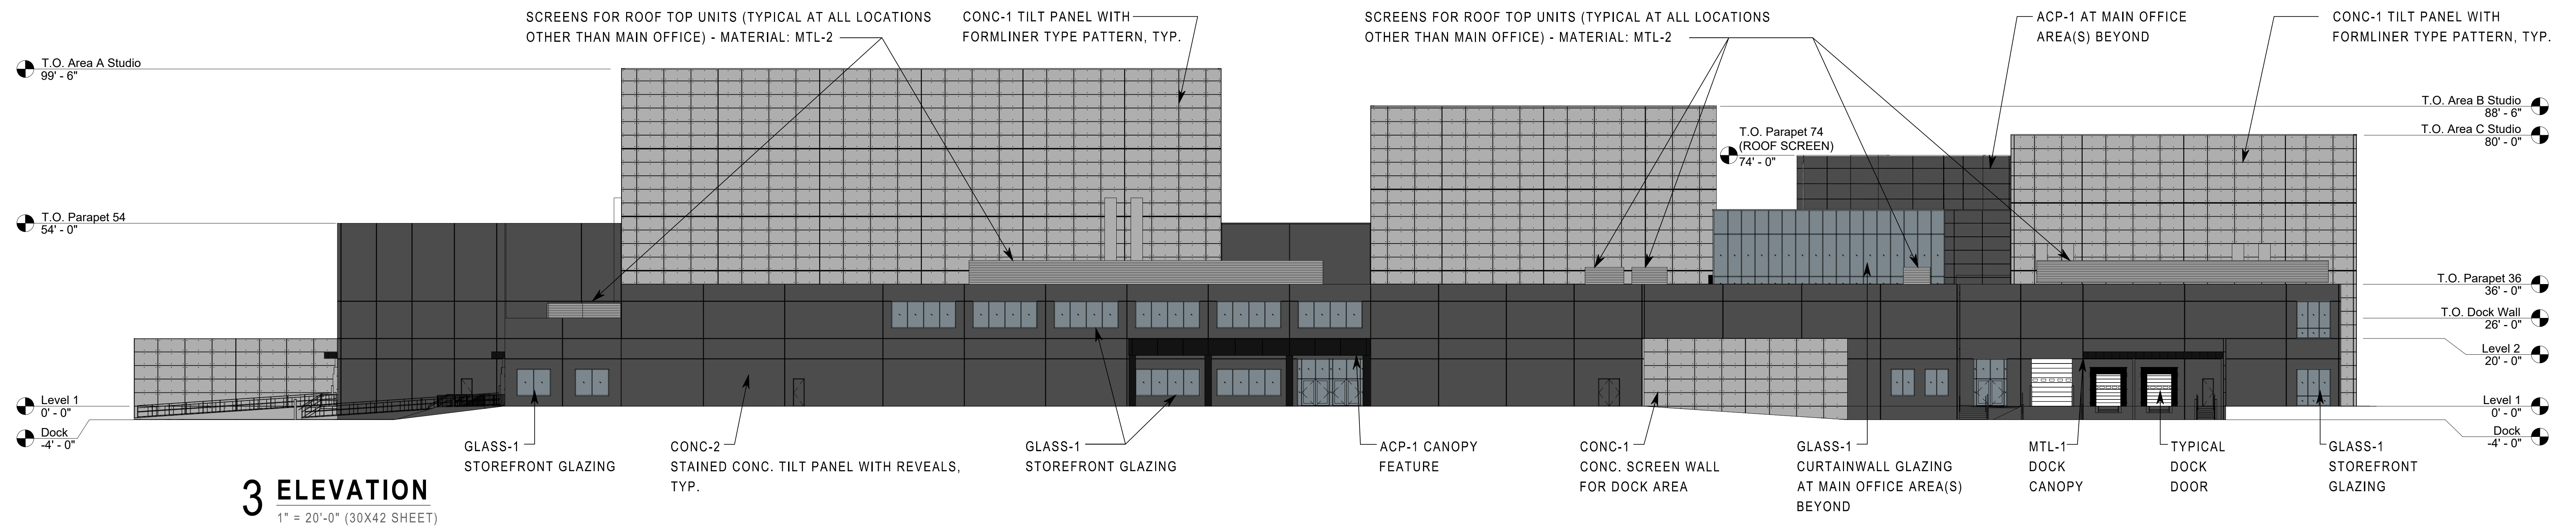 SCREENS FOR ROOF TOP UNITS (TYPICAL AT ALL LOCATIONS
OTHER THAN MAIN OFFICE) - MATERIAL: MTL-2
CONC-1 TILT PANEL WITH
FORMLINER TYPE PATTERN, TYP.
SCREENS FOR ROOF TOP UNITS (TYPICAL AT ALL LOCATIONS
OTHER THAN MAIN OFFICE) - MATERIAL: MTL-2
ACP-1 AT MAIN OFFICE
AREA(S) BEYOND
CONC-1 TILT PANEL WITH
FORMLINER TYPE PATTERN, TYP.
T.O. Area A Studio
99' - 6"
T.O. Area B Studio
88' - 6"
T.O. Area C Studio
80' - 0"
T.O. Parapet 74
(ROOF SCREEN)
74' - 0"
T.O. Parapet 54
54' - 0"
T.O. Parapet 36
36' - 0"
T.O. Dock Wall
26' - 0"
Level 2
20' - 0"
Level 1
0' - 0"
Dock
-4' - 0"
Level 1
0' - 0"
Dock
-4' - 0"
GLASS-1
STOREFRONT GLAZING
CONC-2
STAINED CONC. TILT PANEL WITH REVEALS,
TYP.
GLASS-1
STOREFRONT GLAZING
ACP-1 CANOPY
FEATURE
CONC-1
CONC. SCREEN WALL
FOR DOCK AREA
GLASS-1
CURTAINWALL GLAZING
AT MAIN OFFICE AREA(S)
BEYOND
MTL-1
DOCK
CANOPY
TYPICAL
DOCK
DOOR
GLASS-1
STOREFRONT
GLAZING
3 ELEVATION
1" = 20'-0" (30X42 SHEET)